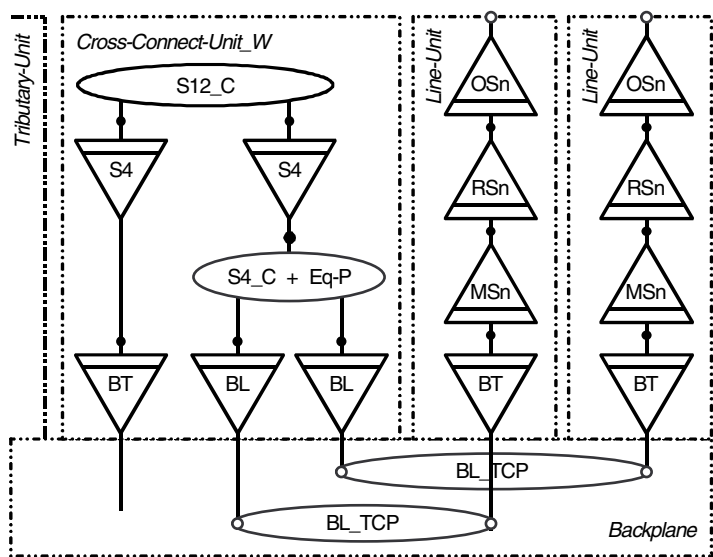 Tributary-Unit
Cross-Connect-Unit_W
Line-Unit
Line-Unit
S12_C
OSn
OSn
S4
S4
RSn
RSn
S4_C + Eq-P
MSn
MSn
BT
BL
BL
BT
BT
BL_TCP
BL_TCP
Backplane